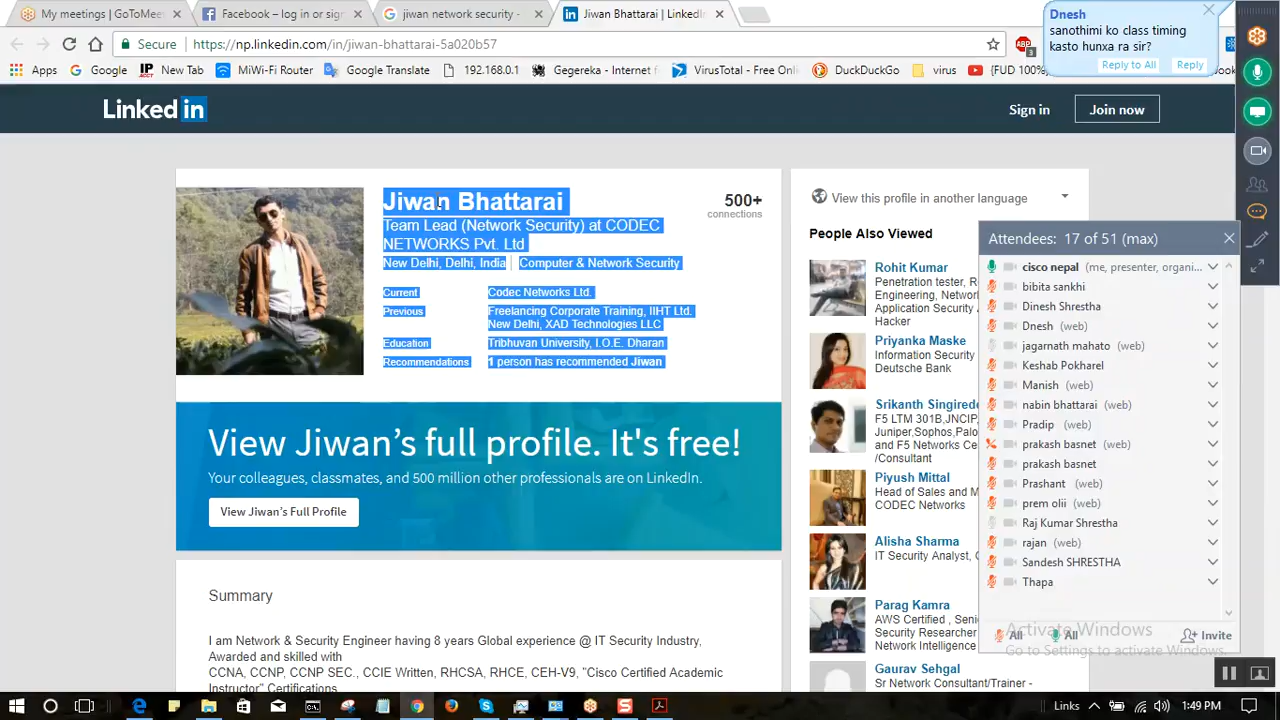 My meetings | GoToMee
Facebook – log in or sign
jiwan network security -
Jiwan Bhattarai | LinkedIn
Secure
https://np.linkedin.com/in/jiwan-bhattarai-5a020b57
Apps
Google
New Tab
MiWi-Fi Router
Google Translate
192.168.0.1
Gegereka - Internet f
VirusTotal - Free Onl
DuckDuckGo
virus
(FUD 100%)
Dnesh
sanothimi ko class timing
kasto hunxa ra sir?
Reply to All
Reply
Linked in
Sign in
Join now
Jiwan Bhattarai
Team Lead (Network Security) at CODEC
NETWORKS Pvt. Ltd
New Delhi, Delhi, India
Computer & Network Security
500+
connections
Current
Codec Networks Ltd.
Previous
Freelancing Corporate Training, IIHT Ltd.
New Delhi, XAD Technologies LLC
Education
Tribhuvan University, I.O.E. Dharan
Recommendations
1 person has recommended Jiwan
View Jiwan’s full profile. It's free!
Your colleagues, classmates, and 500 million other professionals are on LinkedIn.
View Jiwan's Full Profile
Summary
I am Network & Security Engineer having 8 years Global experience @ IT Security Industry,
Awarded and skilled with
CCNA, CCNP, CCNP SEC., CCIE Written, RHCSA, RHCE, CEH-V9, "Cisco Certified Academic
Instructor" Certifications
View this profile in another language
People Also Viewed
Rohit Kumar
Penetration tester, R
Engineering, Network
Application Security
Hacker
Priyanka Maske
Information Security
Deutsche Bank
Srikanth Singired
F5 LTM 301B,JNCIP,
Juniper,Sophos,Palo
and F5 Networks Ce
/Consultant
Piyush Mittal
Head of Sales and M
CODEC Networks
Alisha Sharma
IT Security Analyst, C
Parag Kamra
AWS Certified , Seni
Security Researcher
Network Intelligence
Gaurav Sehgal
Sr Network Consultant/Trainer -
Attendees: 17 of 51 (max)
cisco nepal (me, presenter, organi...
bibita sankhi
Dinesh Shrestha
Dnesh (web)
jagarnath mahato (web)
Keshab Pokharel
Manish (web)
nabin bhattarai (web)
Pradip (web)
prakash basnet (web)
prakash basnet
Prashant (web)
prem olii (web)
Raj Kumar Shrestha
rajan (web)
Sandesh SHRESTHA
Thapa
All
All
Invite
Activate Windows
Go to Settings to activate Windows.
Links
1:49 PM